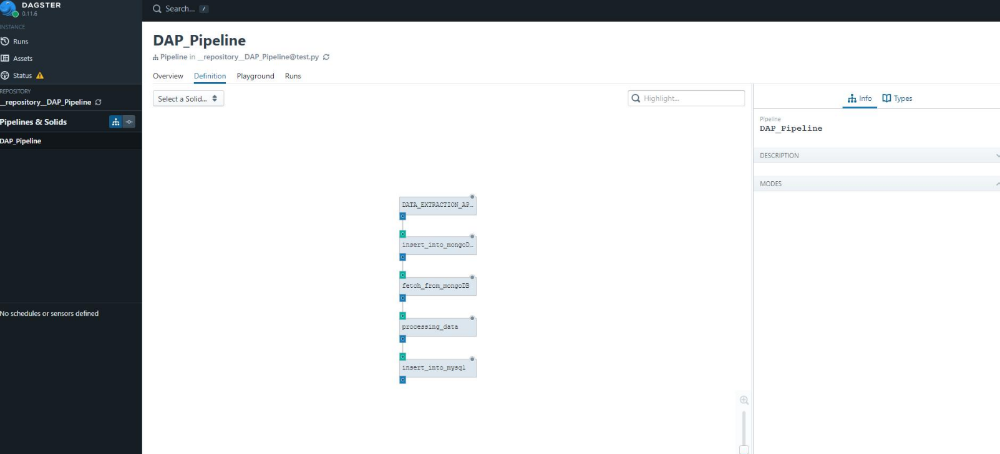 DAGSTER
0.11.6
Search... /
INSTANCE
Runs
Assets
Status
REPOSITORY
__repository__DAP_Pipeline
Pipelines & Solids
DAP_Pipeline
No schedules or sensors defined
DAP_Pipeline
Pipeline in __repository__DAP_Pipeline@test.py
Overview Definition Playground Runs
Select a Solid...
Highlight...
DATA_EXTRACTION_AP…
insert_into_mongoD…
fetch_from_mongoDB
processing_data
insert_into_mysql
Info Types
Pipeline
DAP_Pipeline
DESCRIPTION
MODES